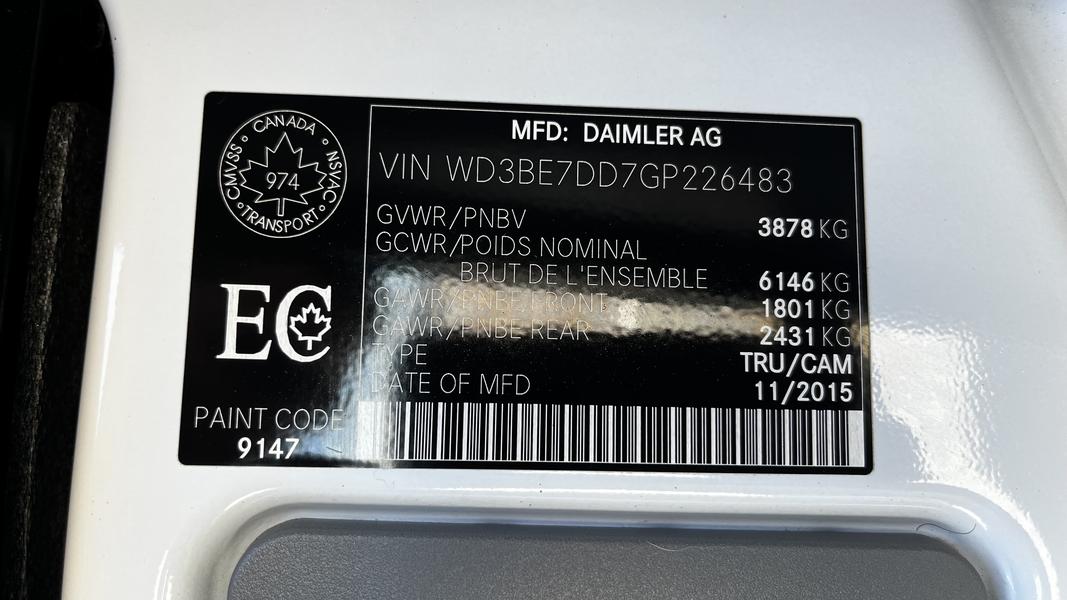 CANADA
CMVSS
NSVAC
974
TRANSPORT
MFD: DAIMLER AG
VIN WD3BE7DD7GP226483
GVWR/PNBV 3878 KG
GCWR/POIDS NOMINAL
BRUT DE L'ENSEMBLE 6146 KG
GAWR/PNBE FRONT 1801 KG
GAWR/PNBE REAR 2431 KG
TYPE TRU/CAM
DATE OF MFD 11/2015
EC
PAINT CODE
9147